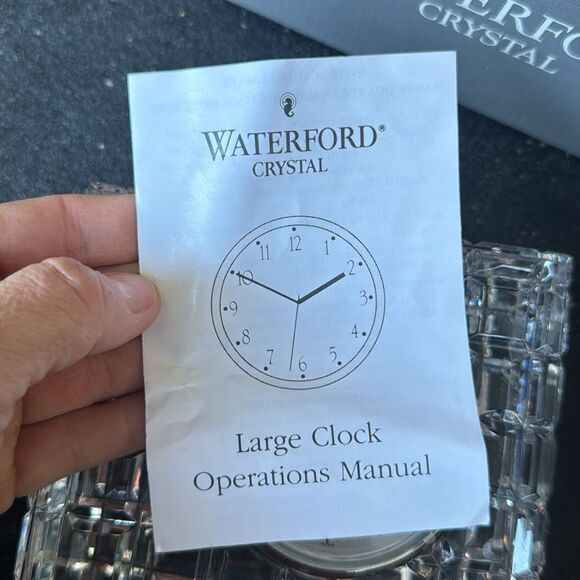 ERFO
CRYSTAL
WATERFORD®
CRYSTAL
12
11 1
10 2
9 3
8 4
7 5
6
Large Clock
Operations Manual